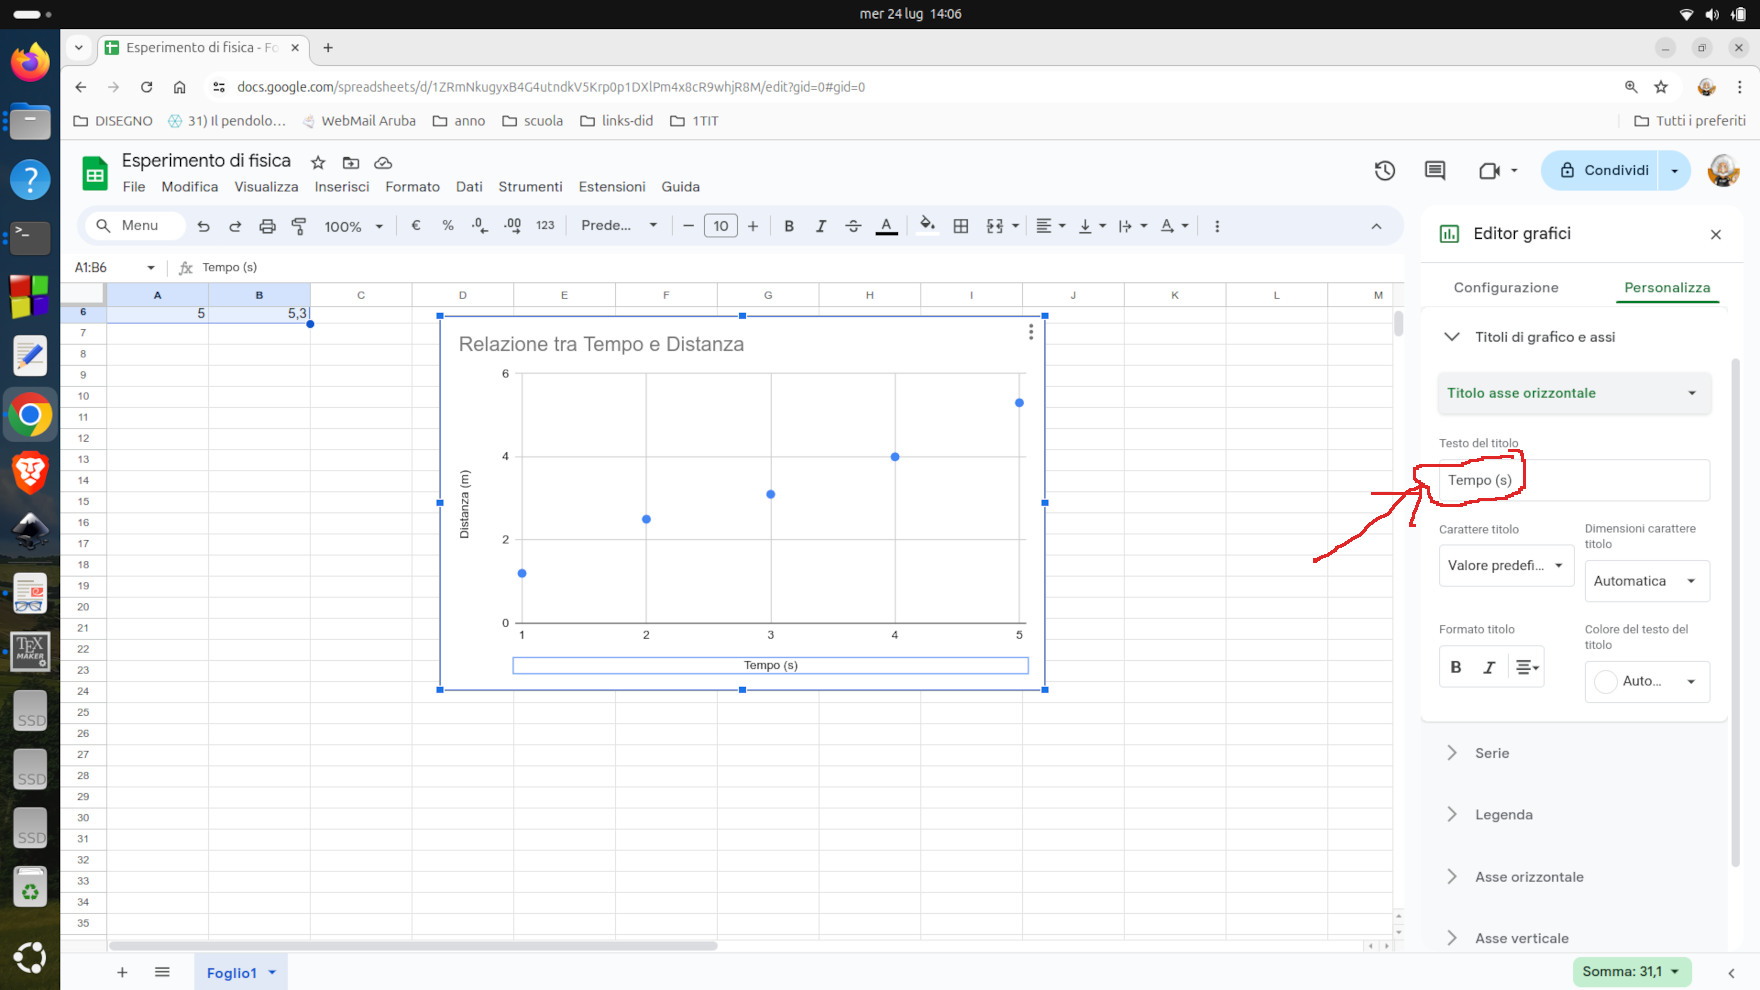 mer 24 lug 14:06
Esperimento di fisica - Fo
docs.google.com/spreadsheets/d/1ZRmNkugyxB4G4utndkV5Krp0p1DXlPm4x8cR9whjR8M/edit?gid=0#gid=0
DISEGNO 31) Il pendolo... WebMail Aruba anno scuola links-did 1TIT Tutti i preferiti
Esperimento di fisica
Condividi
File Modifica Visualizza Inserisci Formato Dati Strumenti Estensioni Guida
Menu 100% € % .0 .00 123 Prede... 10 B I A
A1:B6 Tempo (s)
A B C D E F G H I J K L M
6 5 5,3
7
8
9
10
11
12
13
14
15
16
17
18
19
20
21
22
23
24
25
26
27
28
29
30
31
32
33
34
35
Relazione tra Tempo e Distanza
6
4
2
0
Distanza (m)
1 2 3 4 5
Tempo (s)
Editor grafici
Configurazione Personalizza
Titoli di grafico e assi
Titolo asse orizzontale
Testo del titolo
Tempo (s)
Carattere titolo
Valore predefi...
Dimensioni carattere
titolo
Automatica
Formato titolo
B I
Colore del testo del
titolo
Auto...
Serie
Legenda
Asse orizzontale
Asse verticale
Foglio1
Somma: 31,1
TEX
MAKER
SSD
SSD
SSD